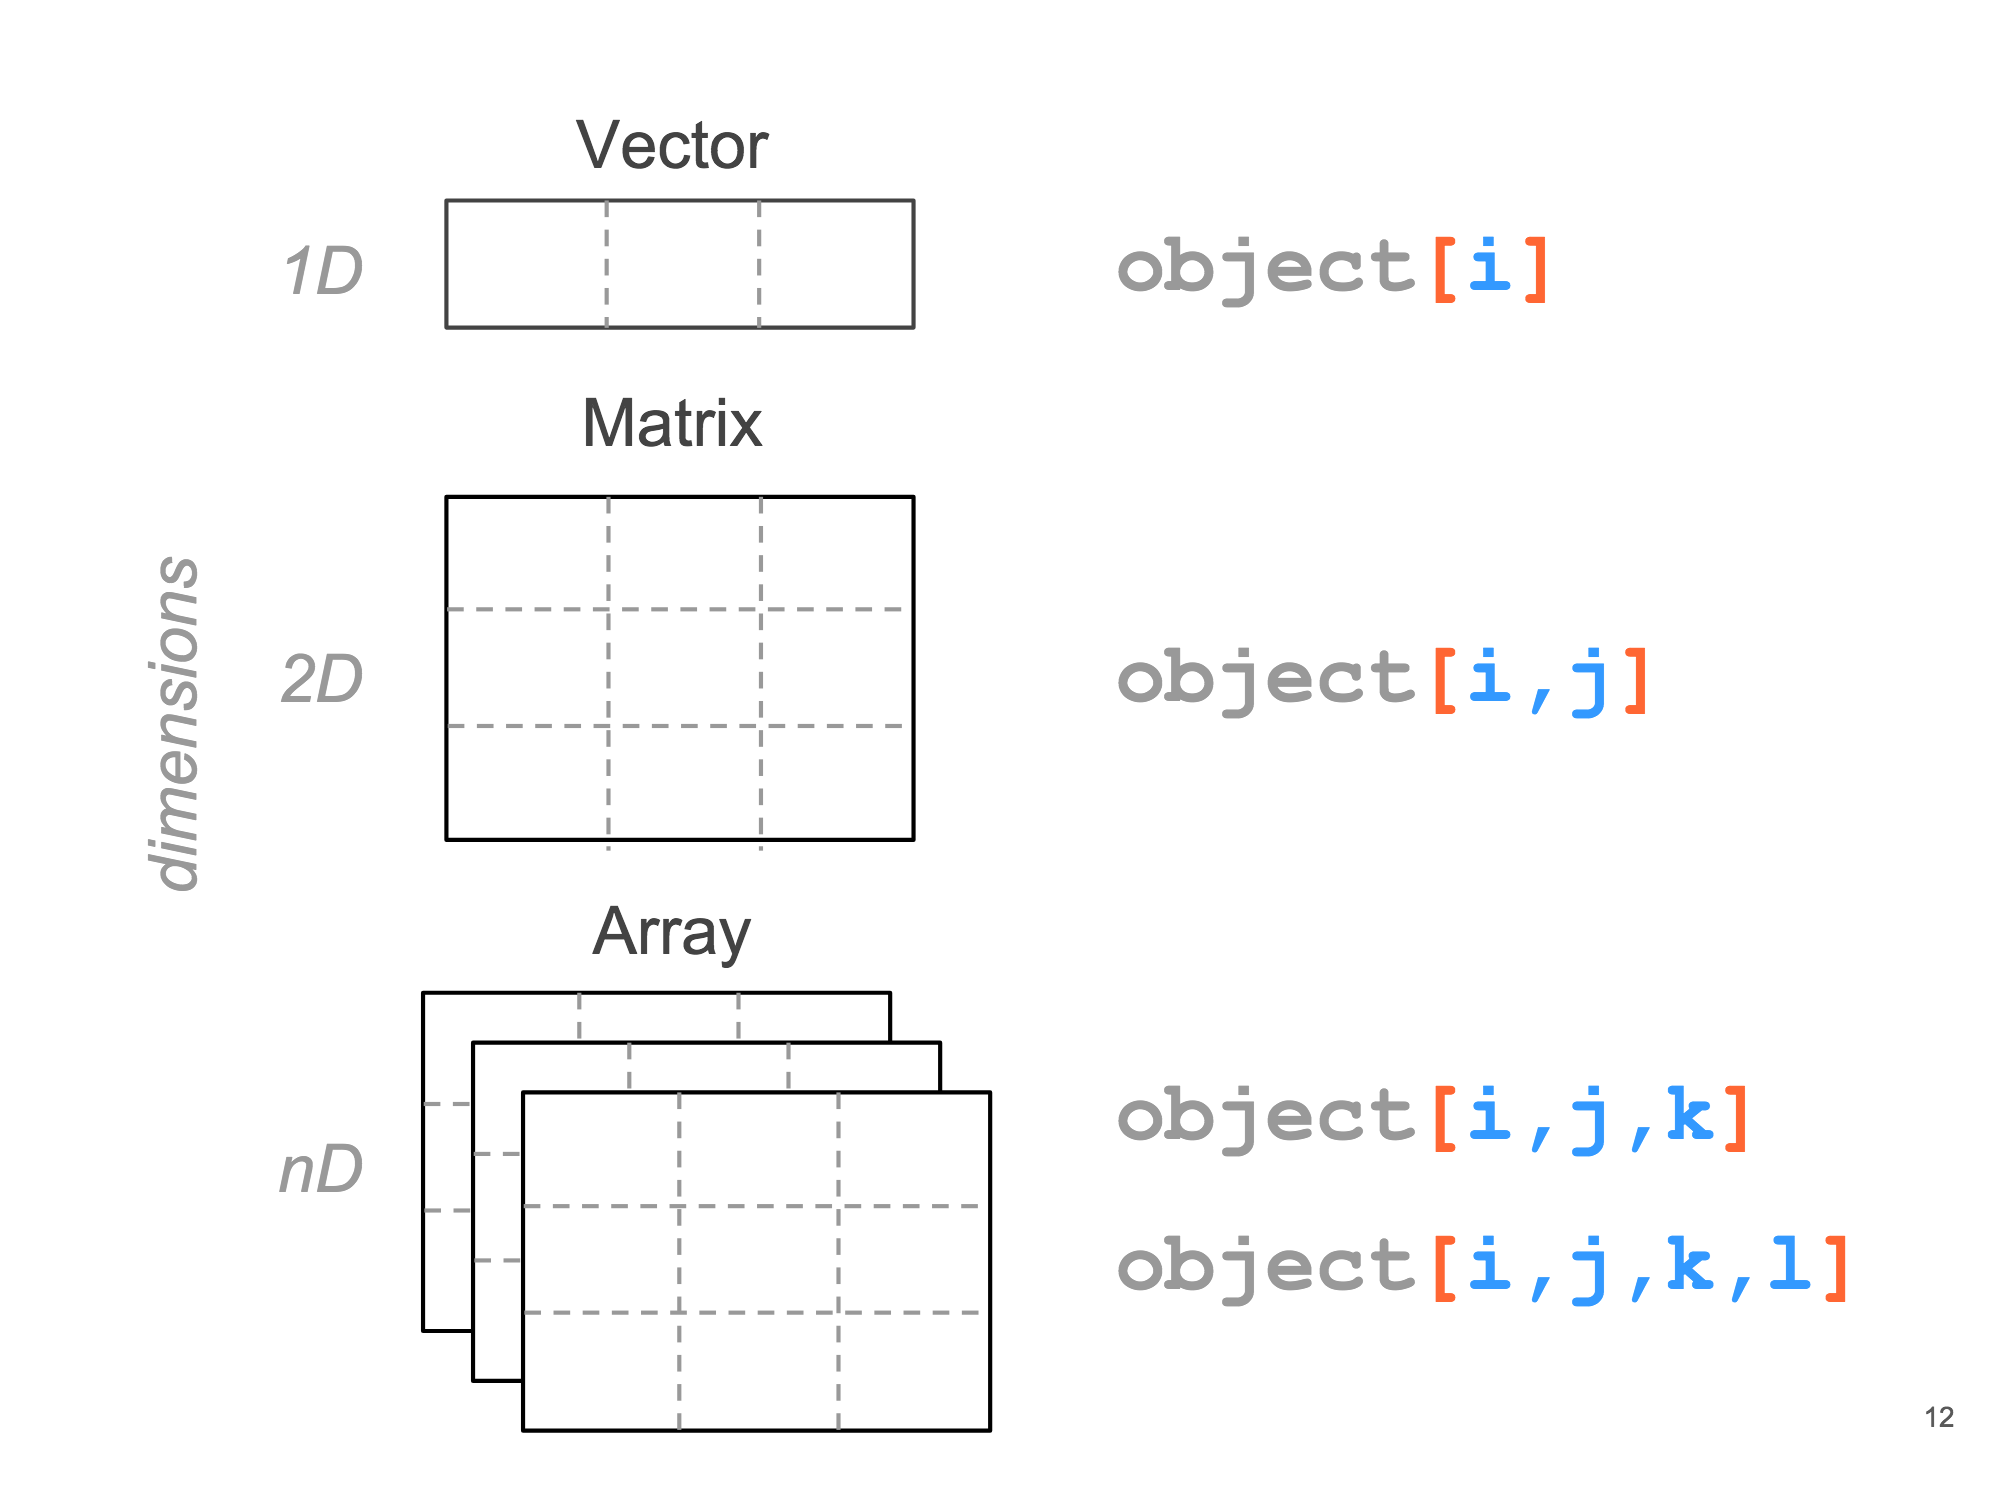 Vector
1D
object[i]
Matrix
dimensions
2D
object[i,j]
Array
nD
object[i,j,k]
object[i,j,k,l]
12